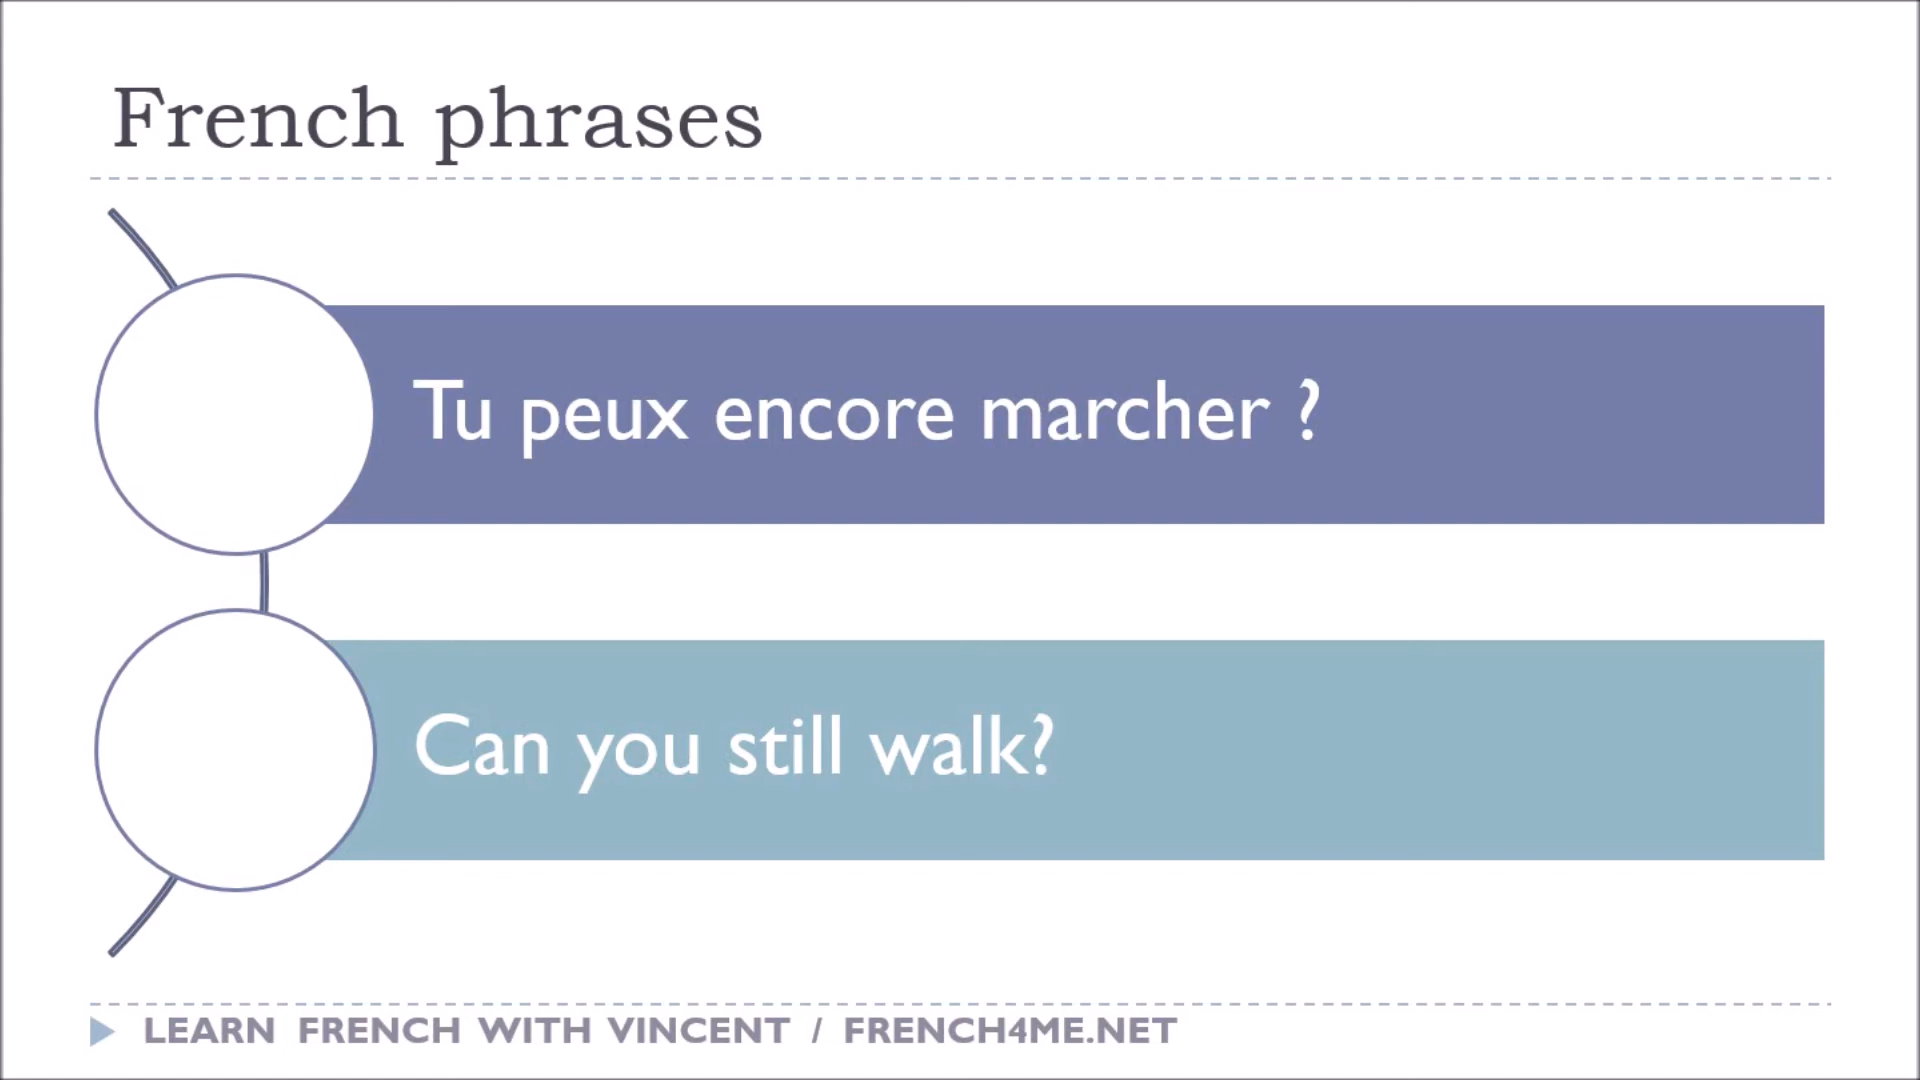 French phrases
Tu peux encore marcher ?
Can you still walk?
LEARN FRENCH WITH VINCENT / FRENCH4ME.NET